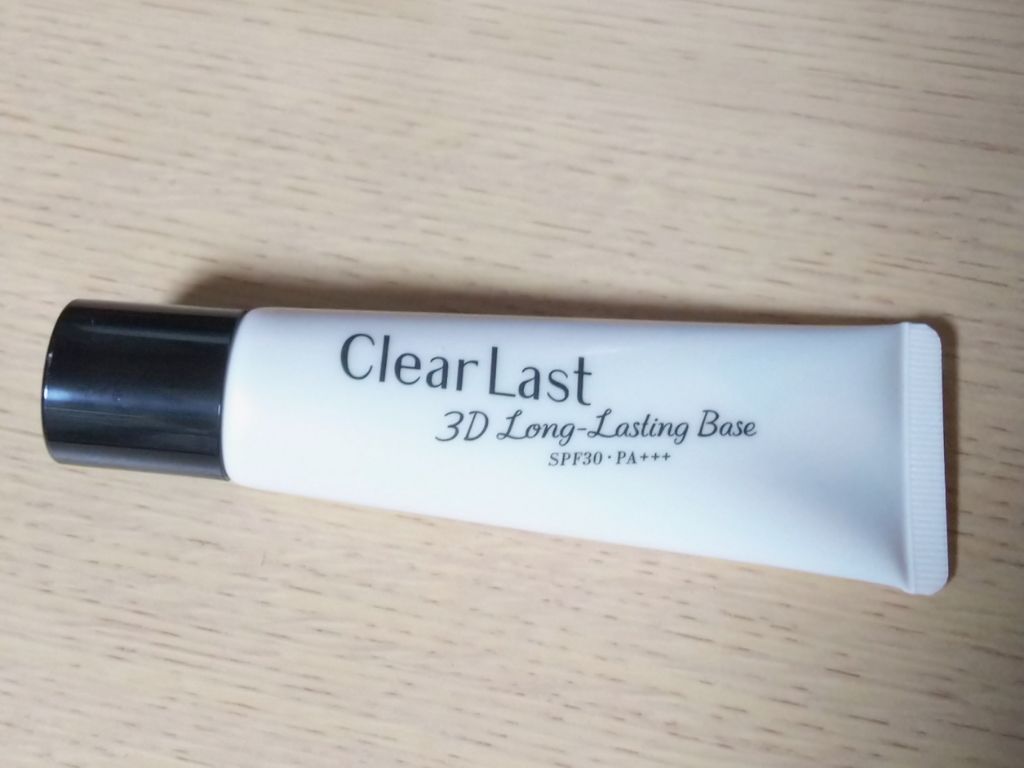 Clear Last
3D Long-Lasting Base
SPF30·PA+++